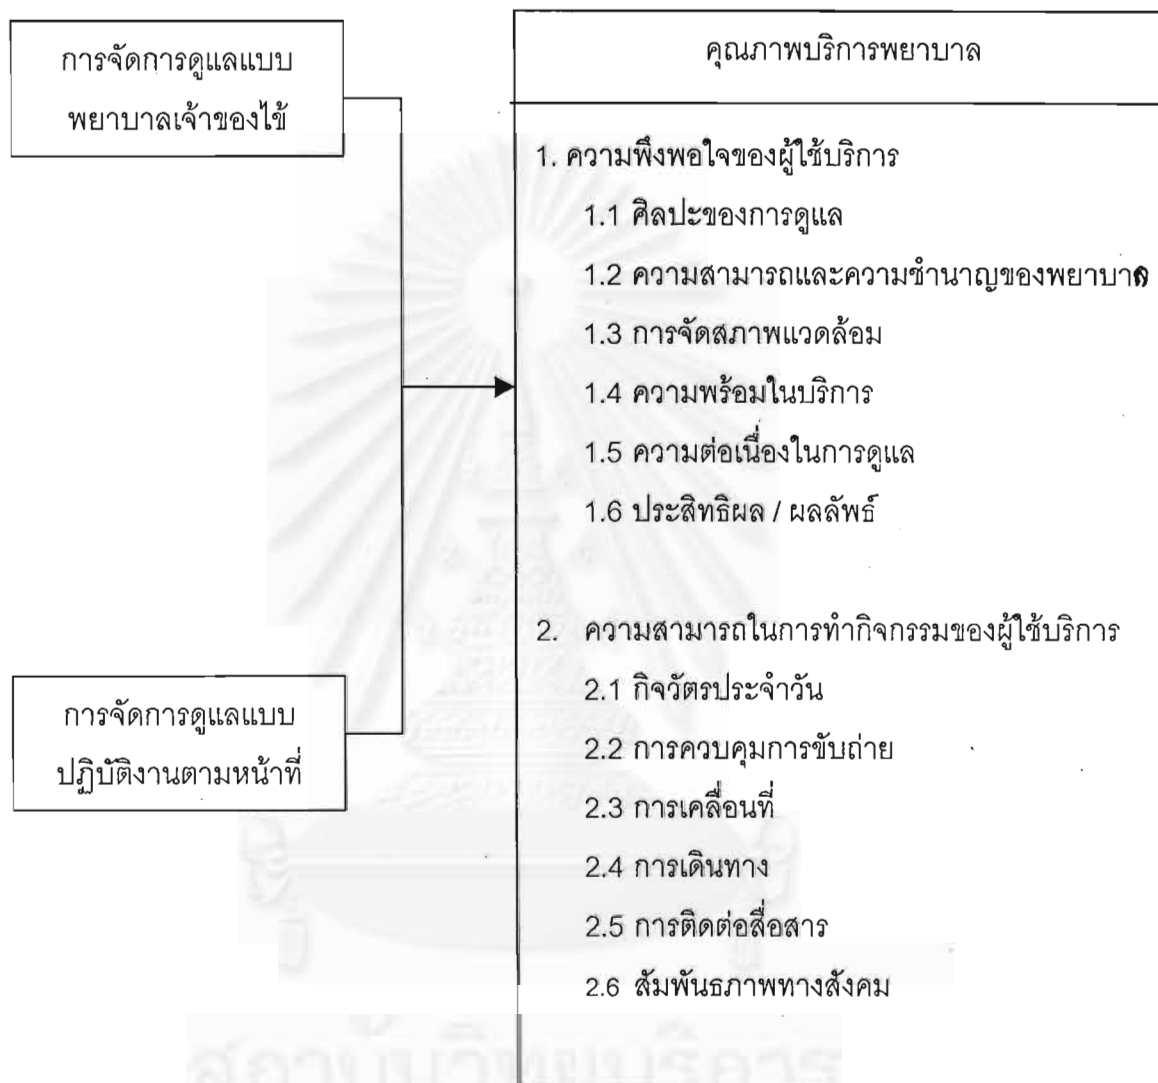 การจัดการดูแลแบบ
พยาบาลเจ้าของไข้
คุณภาพบริการพยาบาล
1. ความพึงพอใจของผู้ใช้บริการ
1.1 ศิลปะของการดูแล
1.2 ความสามารถและความชำนาญของพยาบาล
1.3 การจัดสภาพแวดล้อม
1.4 ความพร้อมในบริการ
1.5 ความต่อเนื่องในการดูแล
1.6 ประสิทธิผล / ผลลัพธ์
2. ความสามารถในการทำกิจกรรมของผู้ใช้บริการ
2.1 กิจวัตรประจำวัน
2.2 การควบคุมการขับถ่าย
2.3 การเคลื่อนที่
2.4 การเดินทาง
2.5 การติดต่อสื่อสาร
2.6 สัมพันธภาพทางสังคม
การจัดการดูแลแบบ
ปฏิบัติงานตามหน้าที่
สถาบันวิทยบริการ